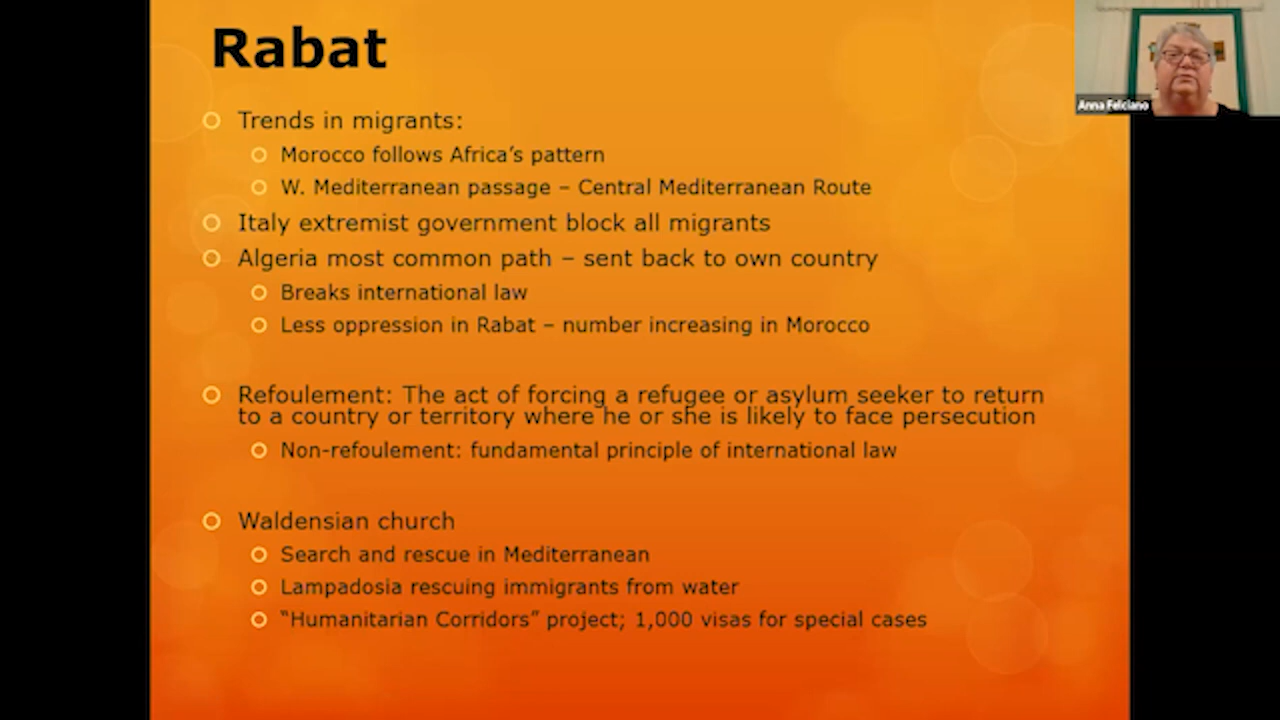 Rabat
Anna Felciano
Trends in migrants:
Morocco follows Africa's pattern
W. Mediterranean passage – Central Mediterranean Route
Italy extremist government block all migrants
Algeria most common path – sent back to own country
Breaks international law
Less oppression in Rabat – number increasing in Morocco
Refoulement: The act of forcing a refugee or asylum seeker to return
to a country or territory where he or she is likely to face persecution
Non-refoulement: fundamental principle of international law
Waldensian church
Search and rescue in Mediterranean
Lampadosia rescuing immigrants from water
“Humanitarian Corridors” project; 1,000 visas for special cases